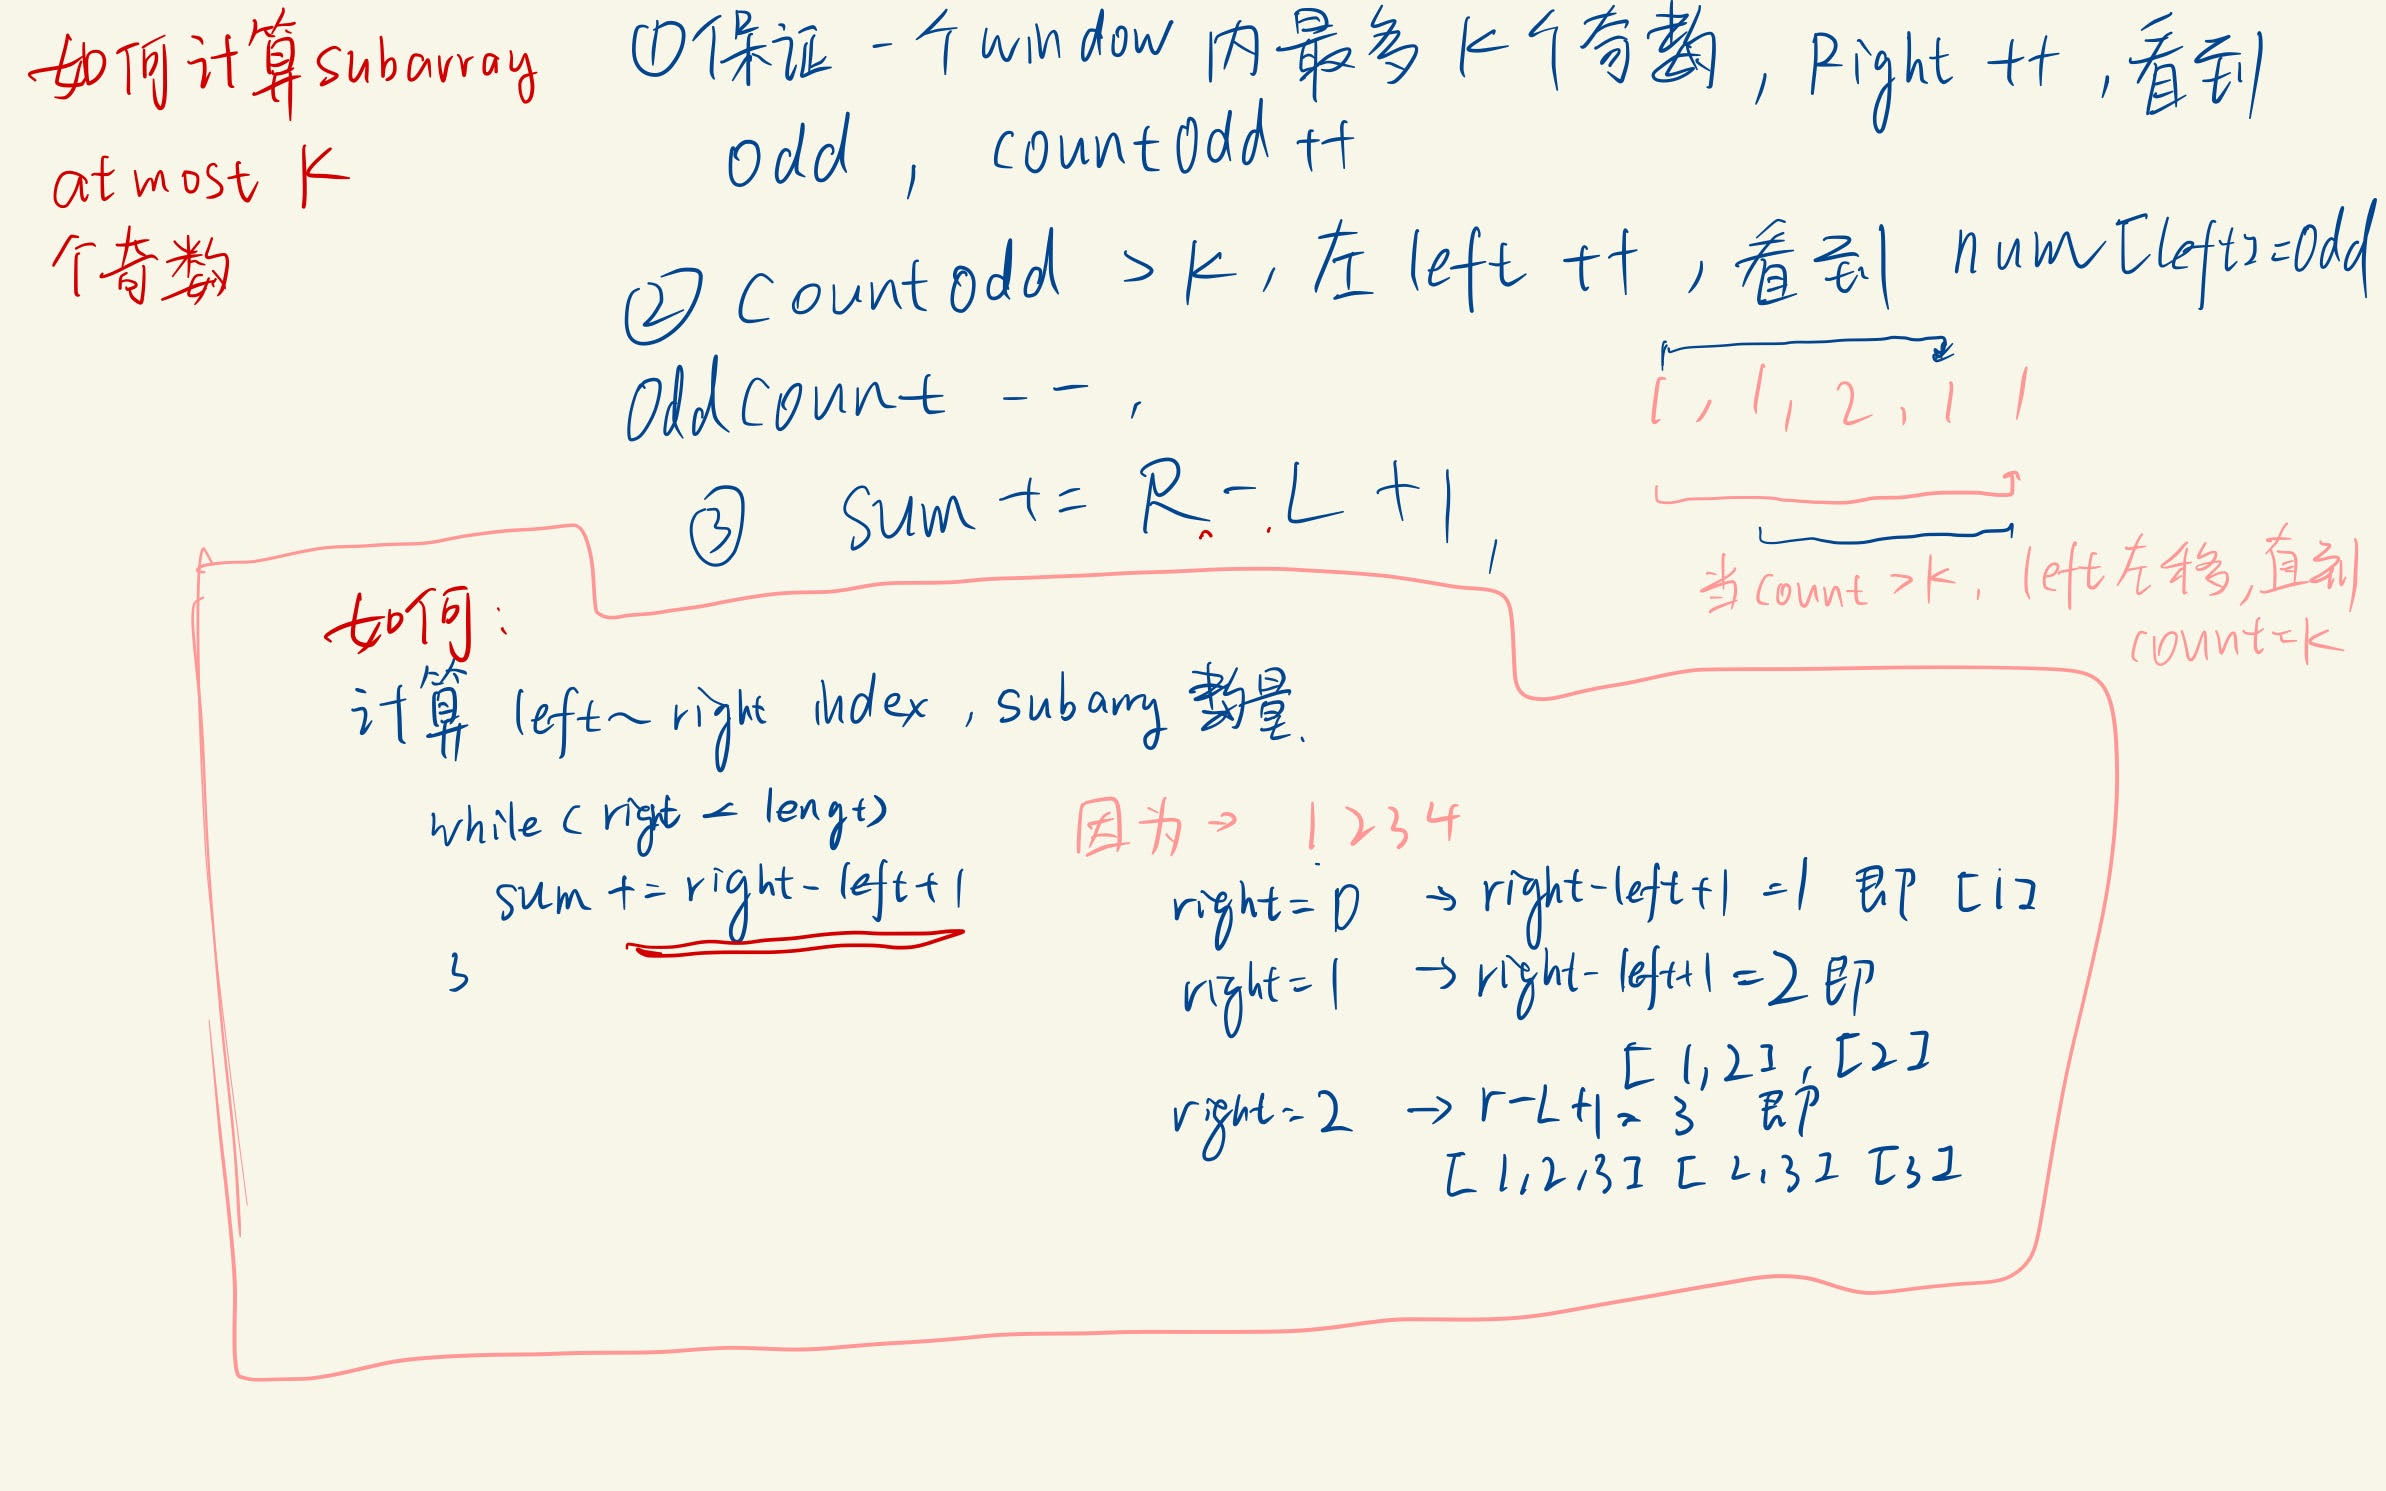 如何计算subarray
at most K
个奇数
①保证一个window内最多K个奇数, Right ++, 看到
odd, countOdd ++
② countodd > K, 左left ++, 看到 num[left]=odd
oddcount --,
③ sum += R - L + 1,
1, 1, 2, 1 1
当count > K, left左移, 直到
count=K
如何:
计算 left~right index, subarry 数量.
while ( right < lengt)
sum += right - left + 1
}
因为→ 1 2 3 4
right = 0 → right-left+1 = 1 即 [1]
right = 1 → right-left+1 = 2 即
[1,2], [2]
right = 2 → r-L+1 = 3 即
[1,2,3] [2,3] [3]